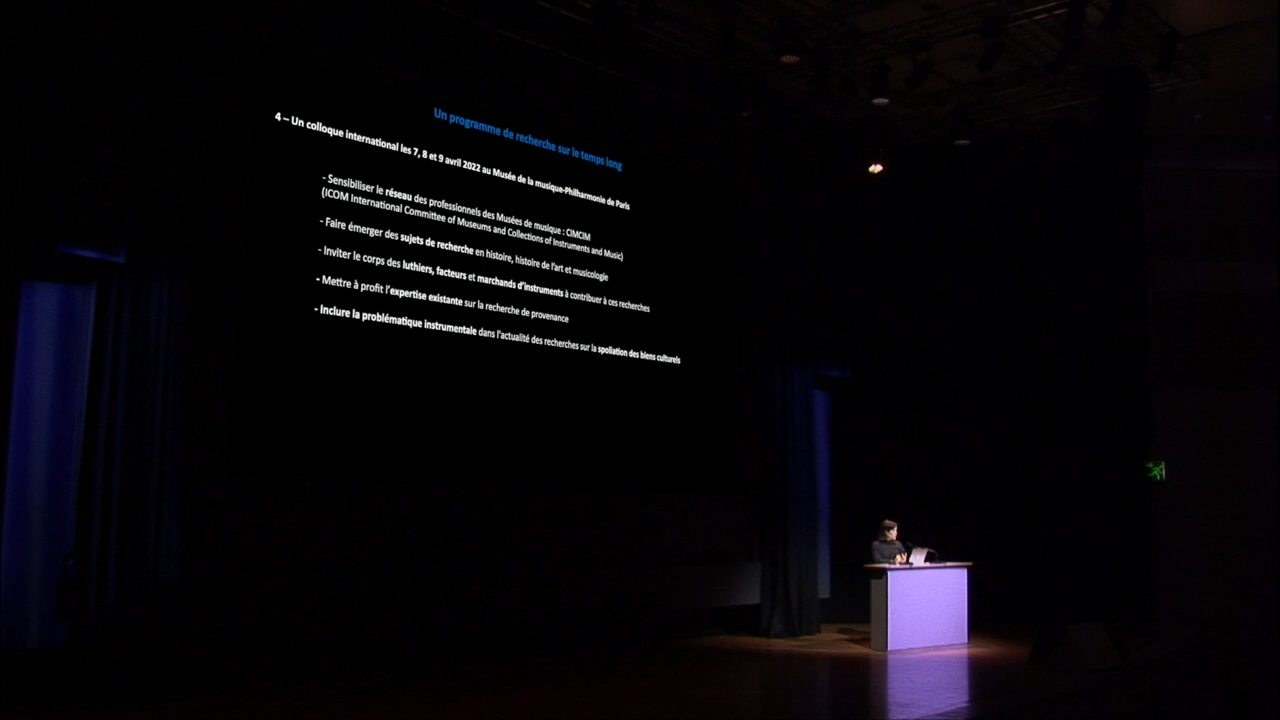 Un programme de recherche sur le temps long
4 – Un colloque international les 7, 8 et 9 avril 2022 au Musée de la musique-Philharmonie de Paris
- Sensibiliser le réseau des professionnels des Musées de musique : CIMCIM
(ICOM International Committee of Museums and Collections of Instruments and Music)
- Faire émerger des sujets de recherche en histoire, histoire de l'art et musicologie
- Inviter le corps des luthiers, facteurs et marchands d'instruments à contribuer à ces recherches
- Mettre à profit l'expertise existante sur la recherche de provenance
- Inclure la problématique instrumentale dans l'actualité des recherches sur la spoliation des biens culturels